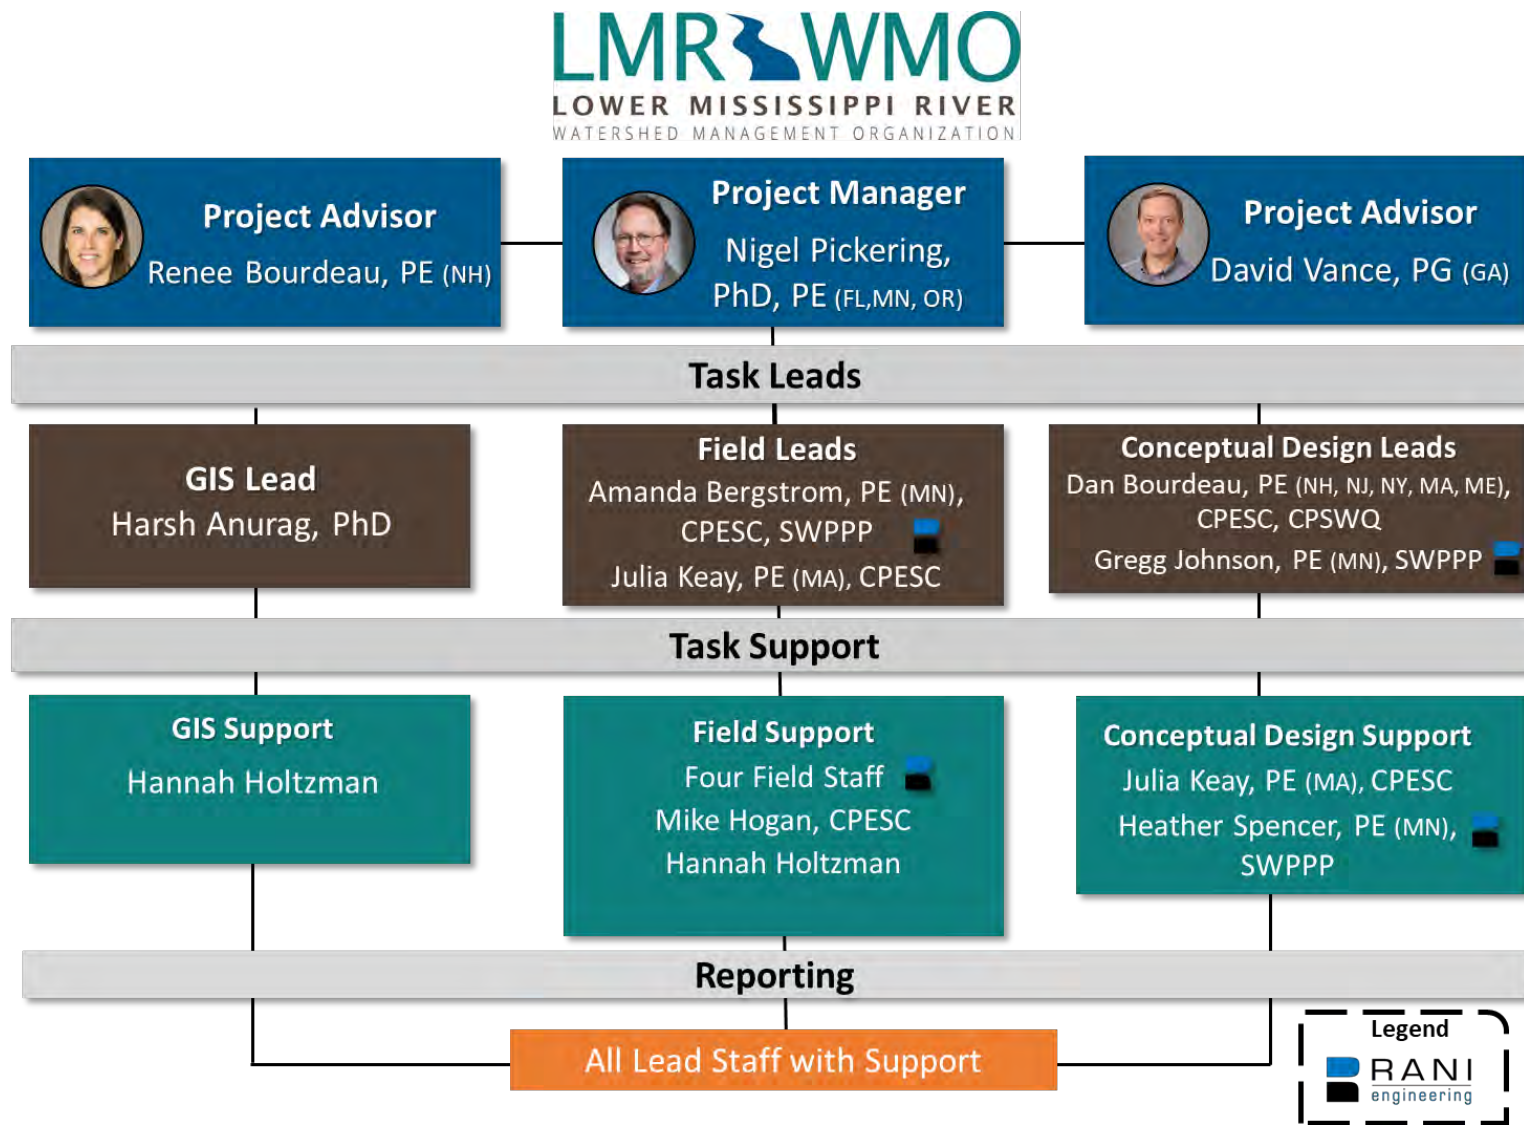 LMR WMO
LOWER MISSISSIPPI RIVER
WATERSHED MANAGEMENT ORGANIZATION
Project Advisor
Renee Bourdeau, PE (NH)
Project Manager
Nigel Pickering,
PhD, PE (FL,MN, OR)
Project Advisor
David Vance, PG (GA)
Task Leads
GIS Lead
Harsh Anurag, PhD
Field Leads
Amanda Bergstrom, PE (MN),
CPESC, SWPPP
Julia Keay, PE (MA), CPESC
Conceptual Design Leads
Dan Bourdeau, PE (NH, NJ, NY, MA, ME),
CPESC, CPSWQ
Gregg Johnson, PE (MN), SWPPP
Task Support
GIS Support
Hannah Holtzman
Field Support
Four Field Staff
Mike Hogan, CPESC
Hannah Holtzman
Conceptual Design Support
Julia Keay, PE (MA), CPESC
Heather Spencer, PE (MN),
SWPPP
Reporting
All Lead Staff with Support
Legend
RANI
engineering